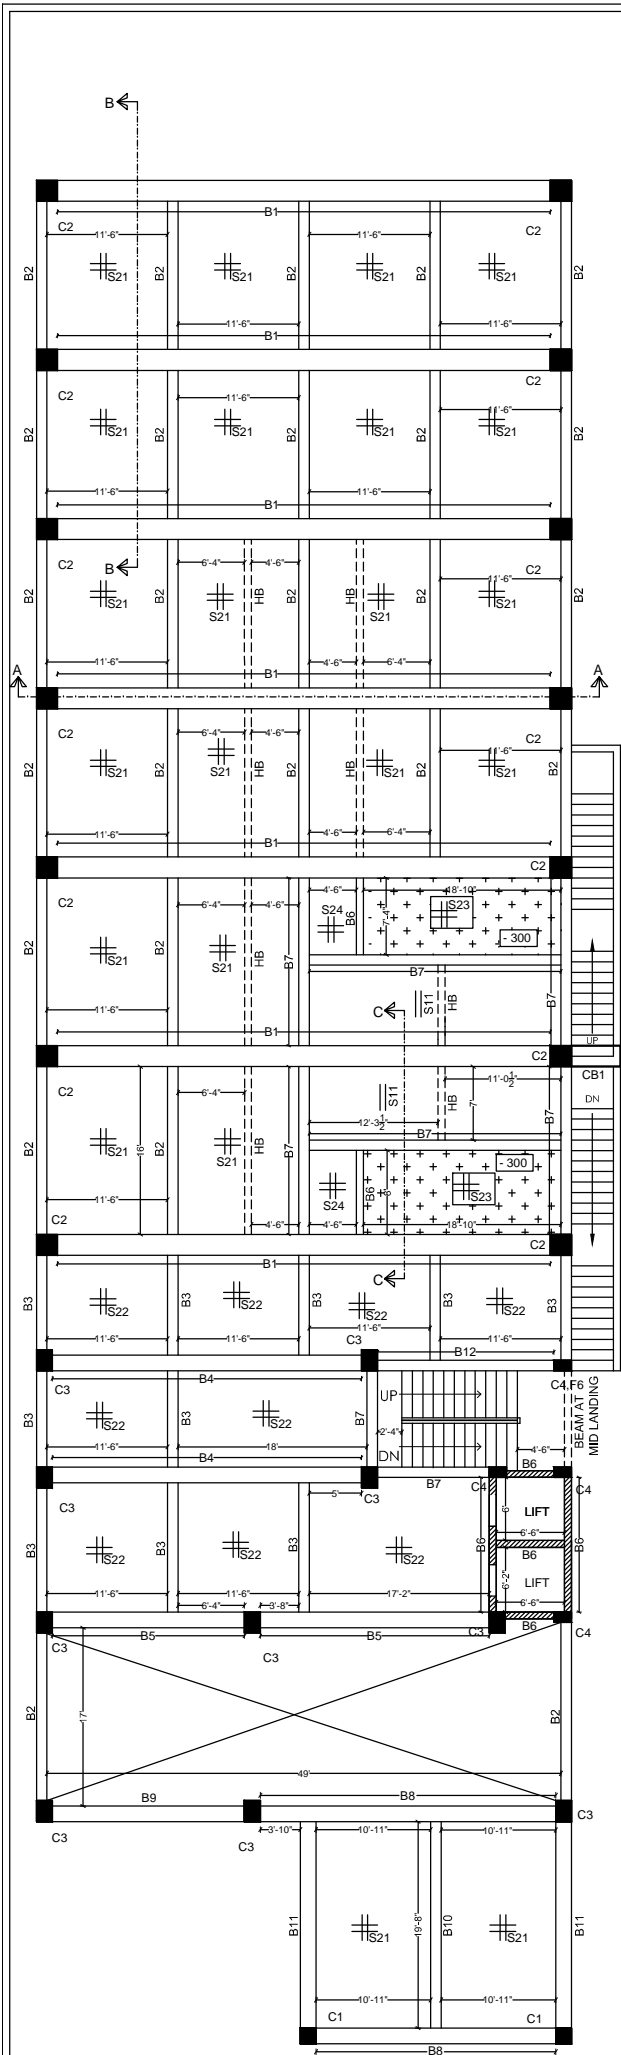 B
B1
C2 11'-6" 11'-6" C2
B2 S21 B2 S21 B2 S21 B2 S21 B2
11'-6" 11'-6"
B1
C2 11'-6" 11'-6" C2
B2 S21 B2 S21 B2 S21 B2 S21 B2
11'-6" 11'-6"
B1
C2 B 6'-4" 4'-6" 11'-6" C2
B2 S21 B2 S21 HB B2 HB S21 B2 S21 B2
11'-6" 4'-6" 6'-4"
B1
A A
C2 6'-4" 4'-6" 11'-6" C2
B2 S21 B2 S21 HB B2 HB S21 B2 S21 B2
11'-6" 4'-6" 6'-4"
B1
C2
C2 6'-4" 4'-6" 4'-6" 18'-10"
S24 B6 7'-4" S23
- 300
B2 S21 B2 S21 HB B7
B7
11'-6" C S11 HB B7
B1
UP
C2
CB1
C2 6'-4" 11'-0½"
DN
S11 HB 7' B7
12'-3½"
B7
B2 S21 16' B2 S21 HB B7
- 300
11'-6" S24 B6 6' S23
C2 4'-6" 4'-6" 18'-10"
C2
B1
C
B3 S22 B3 S22 B3 S22 B3 S22 B3
11'-6" 11'-6" 11'-6" 11'-6"
C3
B12
B4
C3 UP C4,F6
B3 S22 B3 S22 B7 2'-4" BEAM AT
MID LANDING
11'-6" 18' DN 4'-6"
B4 B6
B7
C3 5' C3 C4 C4
6' LIFT
6'-6"
B3 S22 B3 S22 B3 S22 B6 B6 B6
6'-2" LIFT
11'-6" 11'-6" 17'-2"
6'-4" 3'-8" 6'-6"
B6
B5 B5 C3 C4
C3 C3
B2 17' B2
49'
B9 B8
C3 C3 C3
3'-10" 10'-11" 10'-11"
B11 S21 19'-8" B10 S21 B11
10'-11" 10'-11"
C1 C1
B8